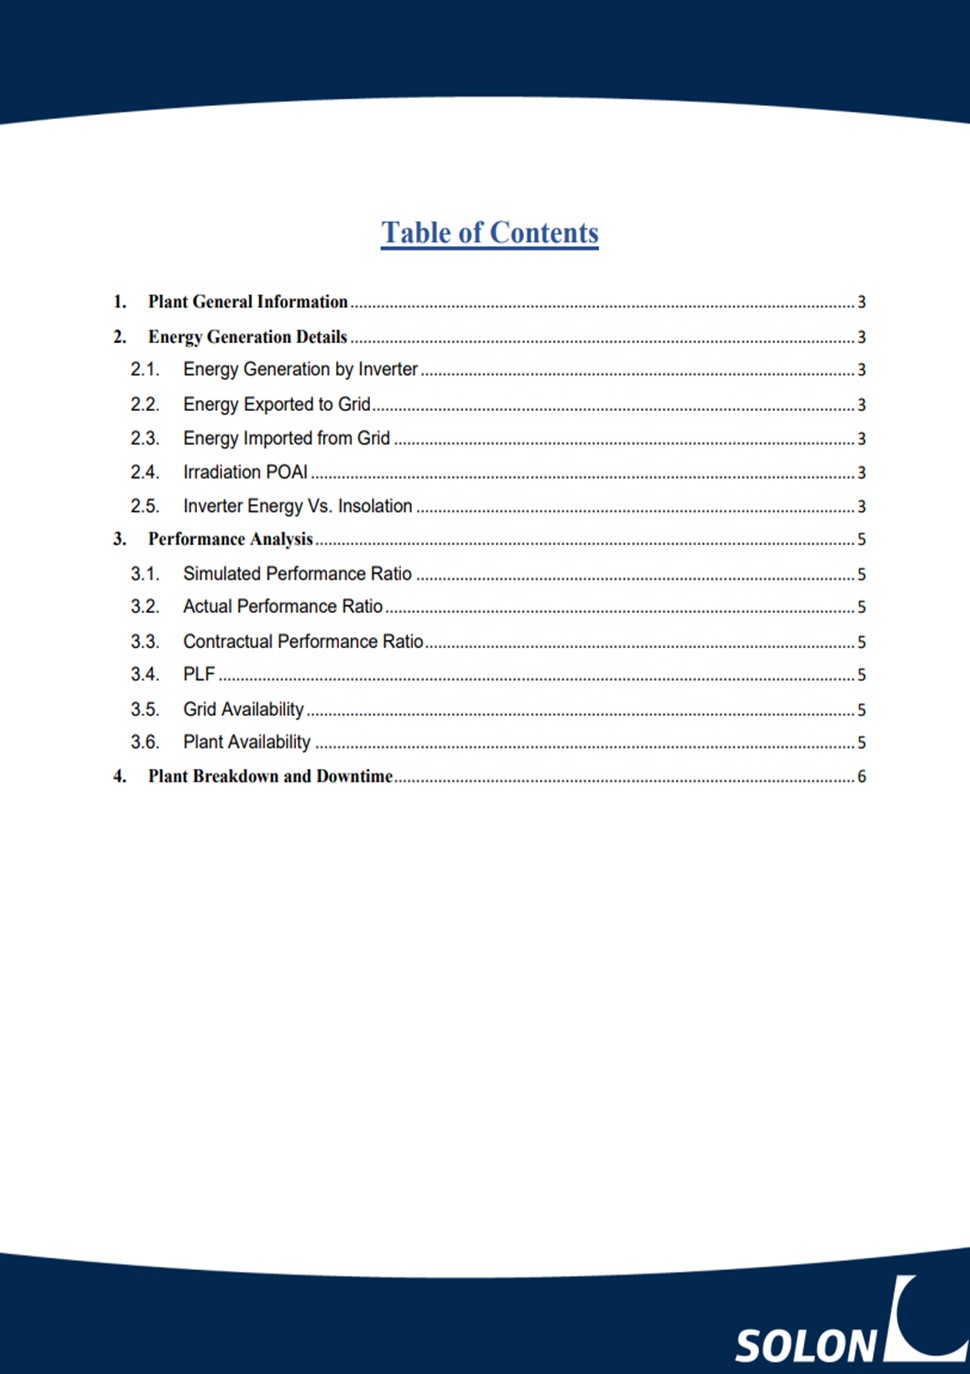 Table of Contents
1. Plant General Information 3
2. Energy Generation Details 3
2.1. Energy Generation by Inverter 3
2.2. Energy Exported to Grid 3
2.3. Energy Imported from Grid 3
2.4. Irradiation POAI 3
2.5. Inverter Energy Vs. Insolation 3
3. Performance Analysis 5
3.1. Simulated Performance Ratio 5
3.2. Actual Performance Ratio 5
3.3. Contractual Performance Ratio 5
3.4. PLF 5
3.5. Grid Availability 5
3.6. Plant Availability 5
4. Plant Breakdown and Downtime 6
SOLON